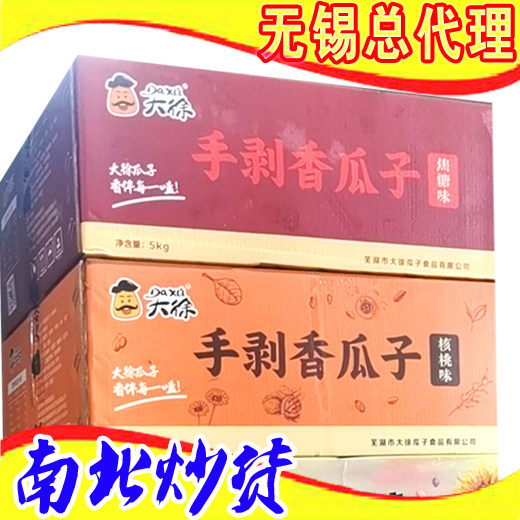 无锡总代理
DaXu
大徐
手剥香瓜子
焦糖味
大徐瓜子
香伴每一嗑!
净含量: 5kg
芜湖市大徐瓜子食品有限公司
DaXu
大徐
手剥香瓜子
核桃味
大徐瓜子
香伴每一嗑!
芜湖市大徐瓜子食品有限公司
南北炒货